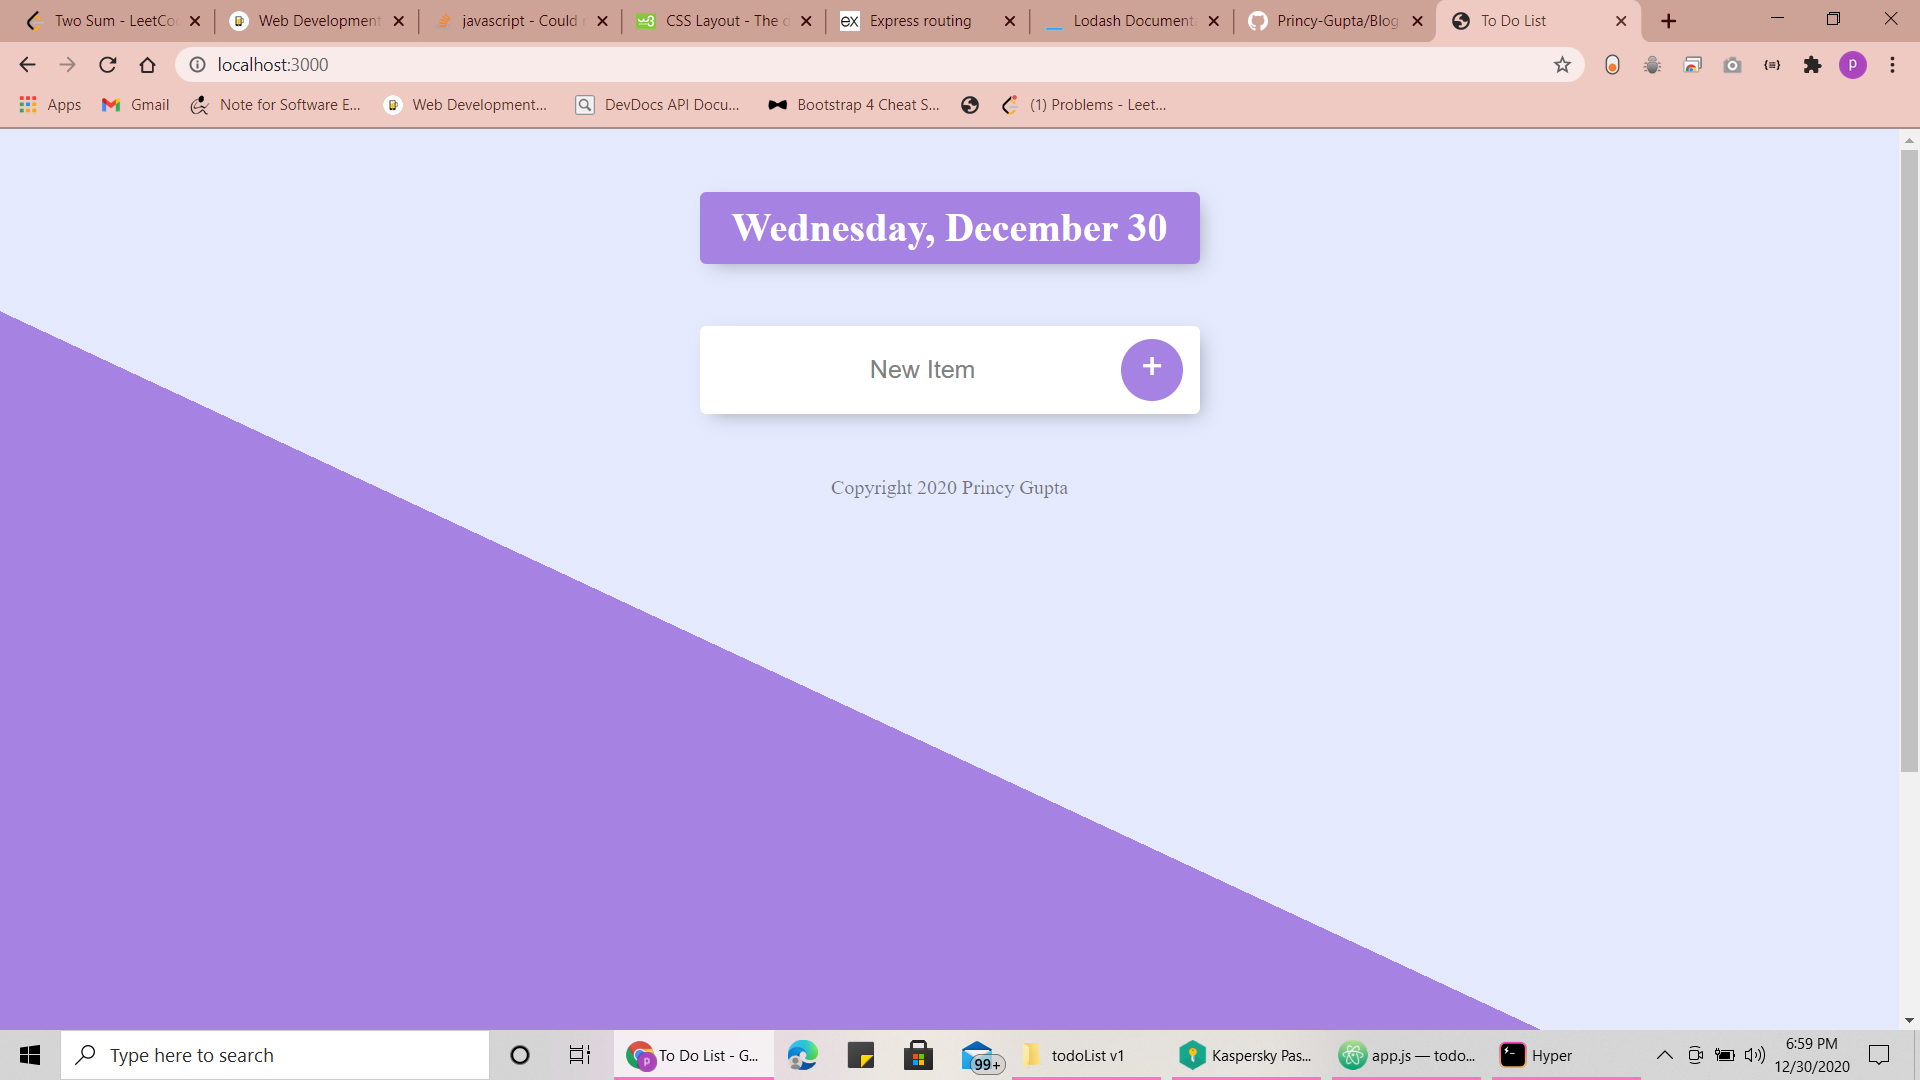 Two Sum - LeetCo
Web Development
javascript - Could
CSS Layout - The
Express routing
Lodash Document
Princy-Gupta/Blog
To Do List
localhost:3000
P
Apps
Gmail
Note for Software E...
Web Development...
DevDocs API Docu...
Bootstrap 4 Cheat S...
(1) Problems - Leet...
Wednesday, December 30
New Item
+
Copyright 2020 Princy Gupta
Type here to search
To Do List - G...
99+
todoList v1
Kaspersky Pas...
app.js — todo...
Hyper
6:59 PM
12/30/2020